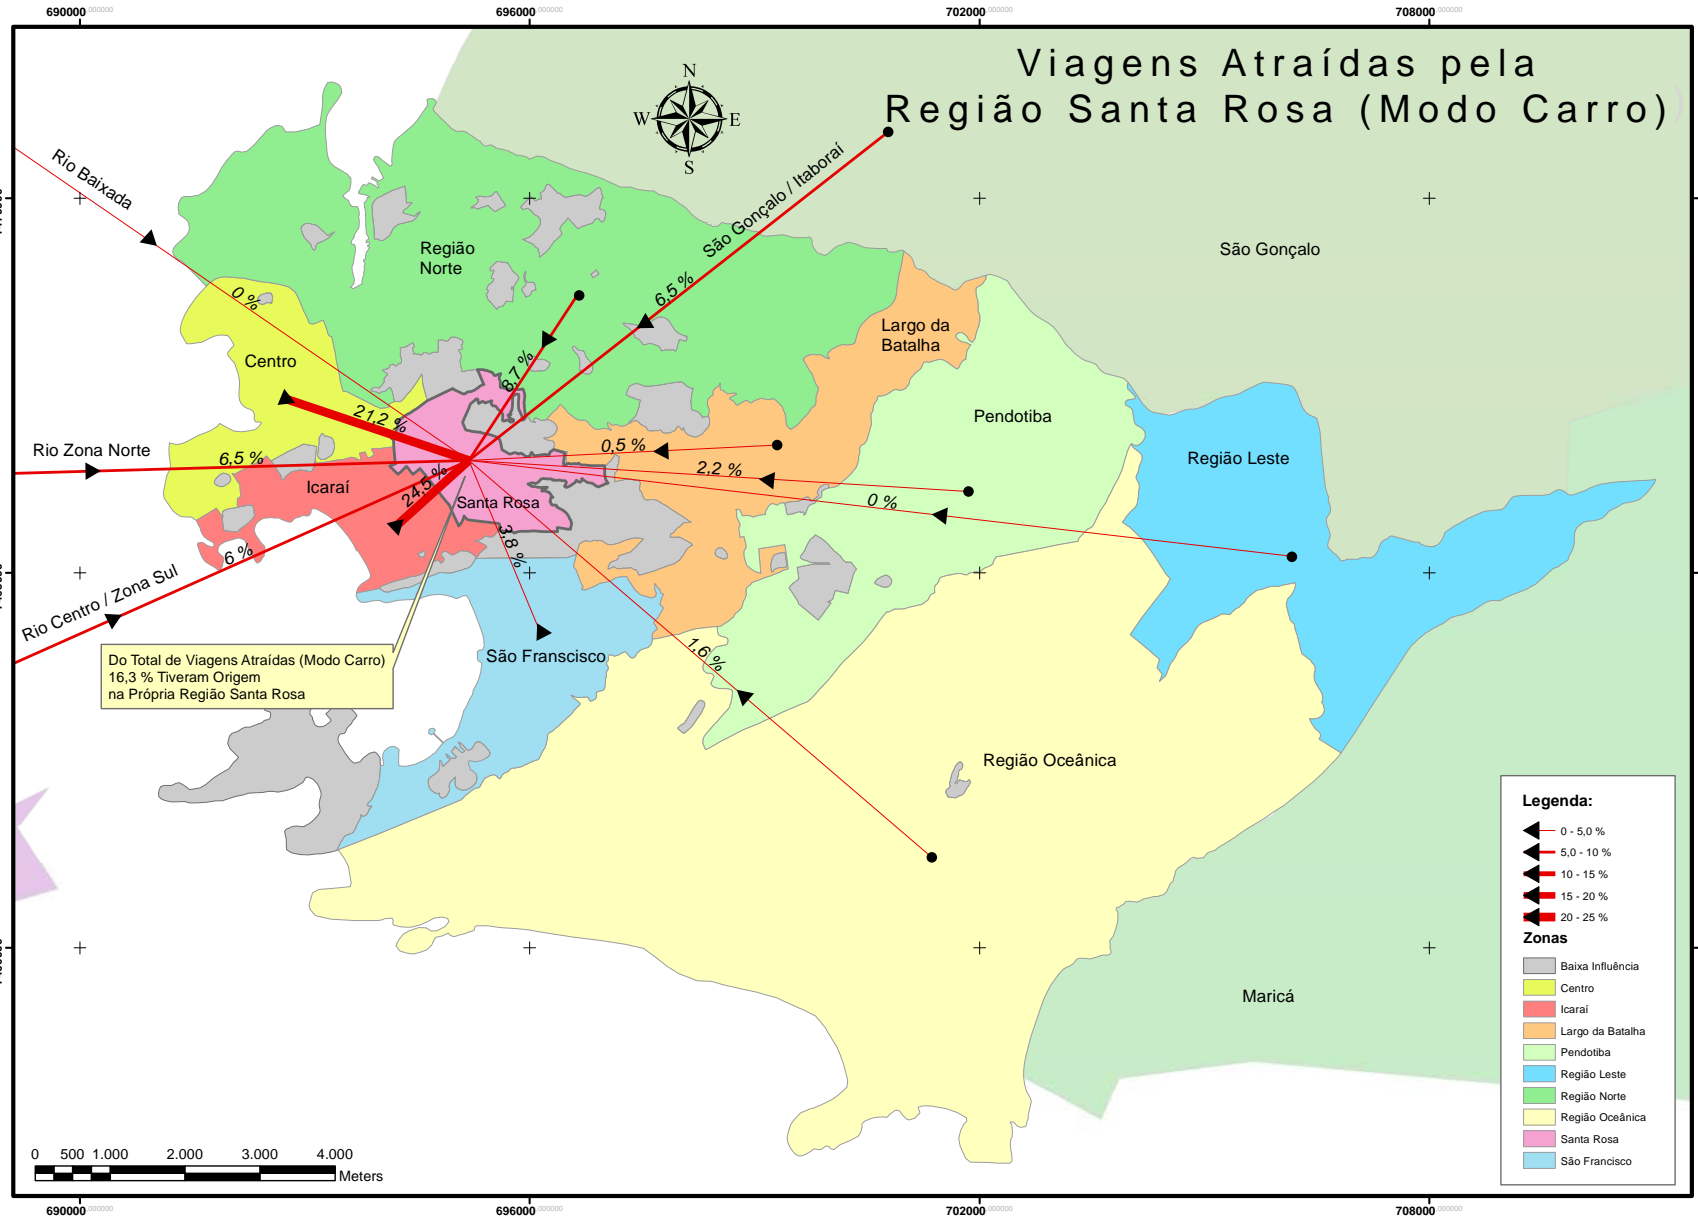 690000 696000 702000 708000
Viagens Atraídas pela
Região Santa Rosa (Modo Carro)
N
W E
S
Rio Baixada
São Gonçalo / Itaboraí
São Gonçalo
Região
Norte
6,5 %
0 %
Largo da
Batalha
Centro
8,7 %
21,2 %
Pendotiba
Rio Zona Norte
6,5 %
0,5 %
2,2 %
Região Leste
Icaraí
24,5 %
Santa Rosa
0 %
3,8 %
6 %
Rio Centro / Zona Sul
São Franscisco
1,6 %
Do Total de Viagens Atraídas (Modo Carro)
16,3 % Tiveram Origem
na Própria Região Santa Rosa
Região Oceânica
Maricá
Legenda:
0 - 5,0 %
5,0 - 10 %
10 - 15 %
15 - 20 %
20 - 25 %
Zonas
Baixa Influência
Centro
Icaraí
Largo da Batalha
Pendotiba
Região Leste
Região Norte
Região Oceânica
Santa Rosa
São Francisco
0 500 1.000 2.000 3.000 4.000
Meters
690000 696000 702000 708000